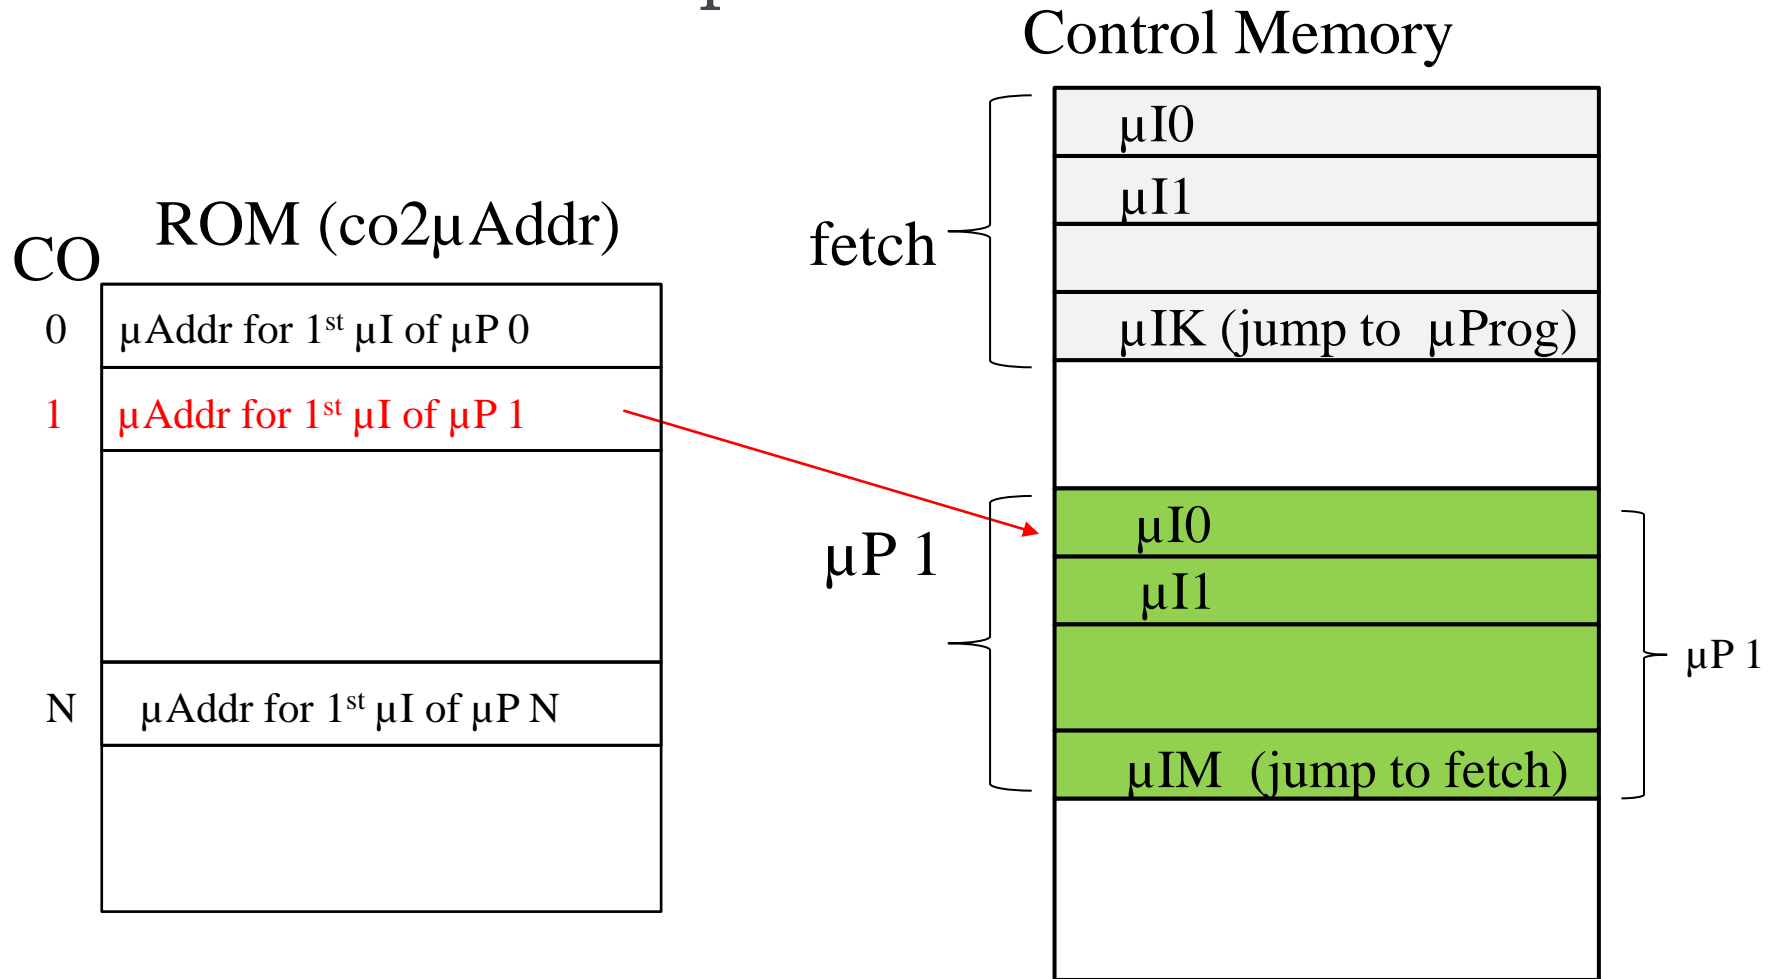 Control Memory
µI0
µI1
fetch
µIK (jump to µProg)
ROM (co2µAddr)
CO
0 µAddr for 1st µI of µP 0
1 µAddr for 1st µI of µP 1
N µAddr for 1st µI of µP N
µP 1
µI0
µI1
µIM (jump to fetch)
µP 1